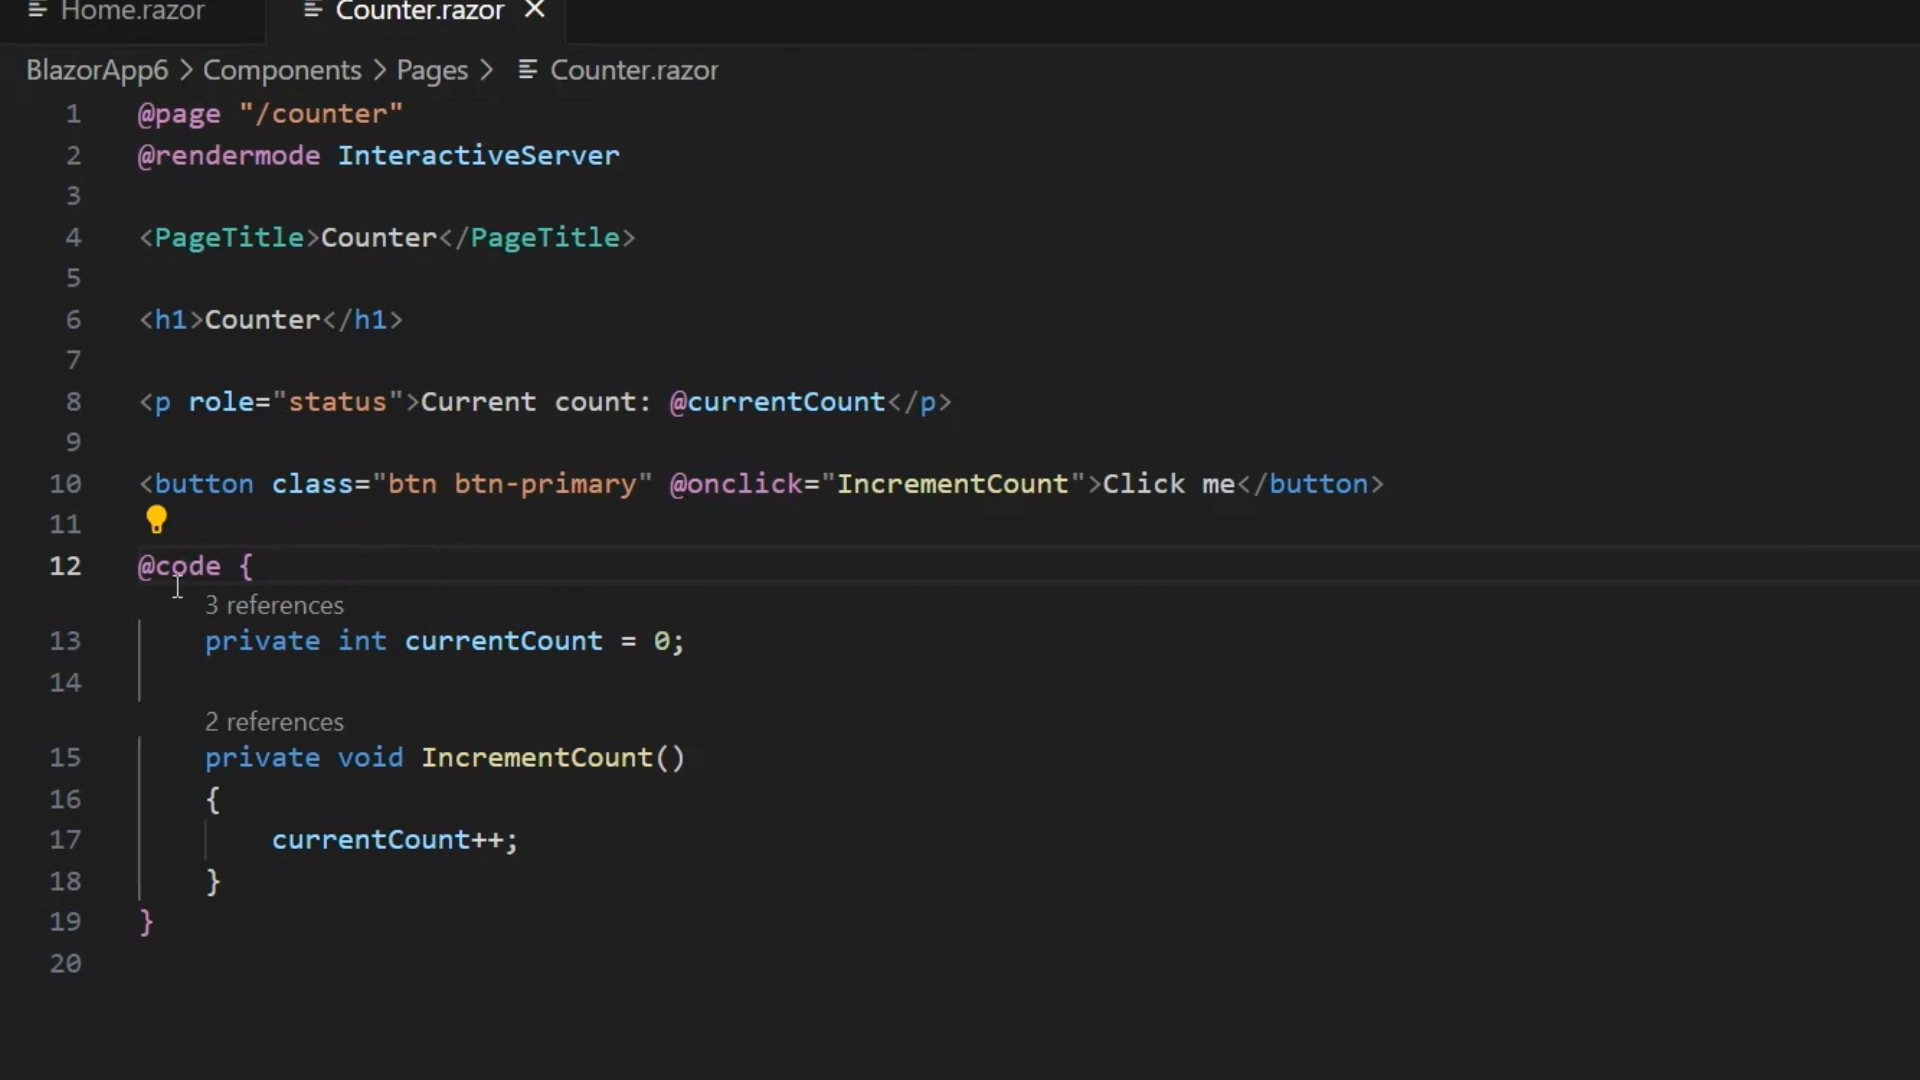 Home.razor Counter.razor
BlazorApp6 > Components > Pages > Counter.razor
1 @page "/counter"
2 @rendermode InteractiveServer
3
4 <PageTitle>Counter</PageTitle>
5
6 <h1>Counter</h1>
7
8 <p role="status">Current count: @currentCount</p>
9
10 <button class="btn btn-primary" @onclick="IncrementCount">Click me</button>
11
12 @code {
3 references
13 private int currentCount = 0;
14
2 references
15 private void IncrementCount()
16 {
17 currentCount++;
18 }
19 }
20